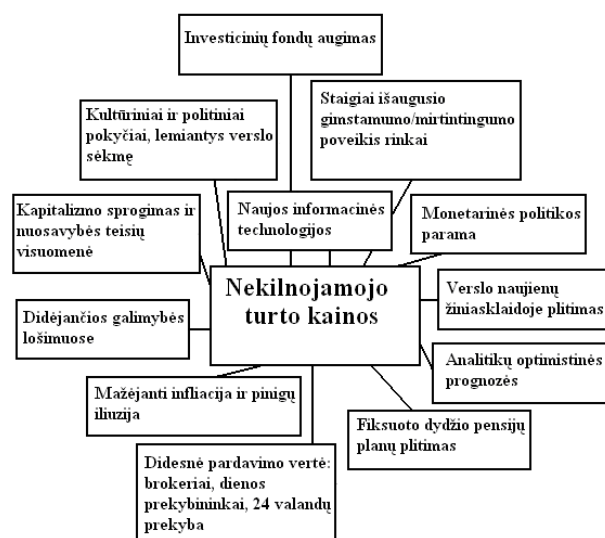 Investicinių fondų augimas
Kultūriniai ir politiniai
pokyčiai, lemiantys verslo
sėkmę
Staigiai išaugusio
gimstamumo/mirtintingumo
poveikis rinkai
Kapitalizmo sprogimas ir
nuosavybės teisių
visuomenė
Naujos informacinės
technologijos
Monetarinės politikos
parama
Nekilnojamojo
turto kainos
Verslo naujienų
žiniasklaidoje plitimas
Didėjančios galimybės
lošimuose
Analitikų optimistinės
prognozės
Mažėjanti infliacija ir pinigų
iliuzija
Fiksuoto dydžio pensijų
planų plitimas
Didesnė pardavimo vertė:
brokeriai, dienos
prekybininkai, 24 valandų
prekyba